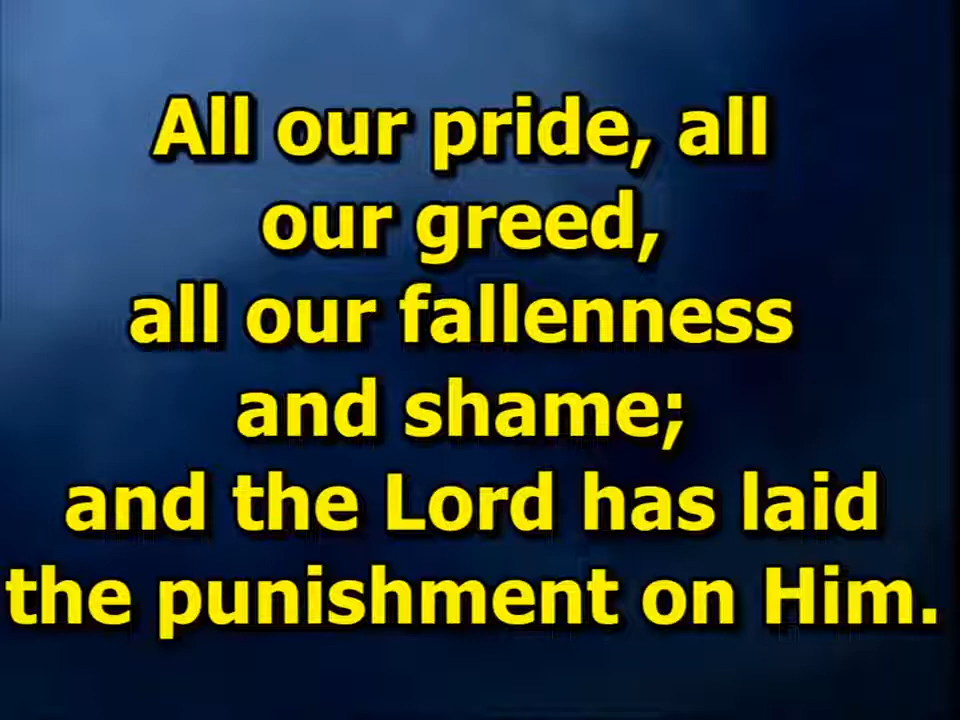 All our pride, all
our greed,
all our fallenness
and shame;
and the Lord has laid
the punishment on Him.